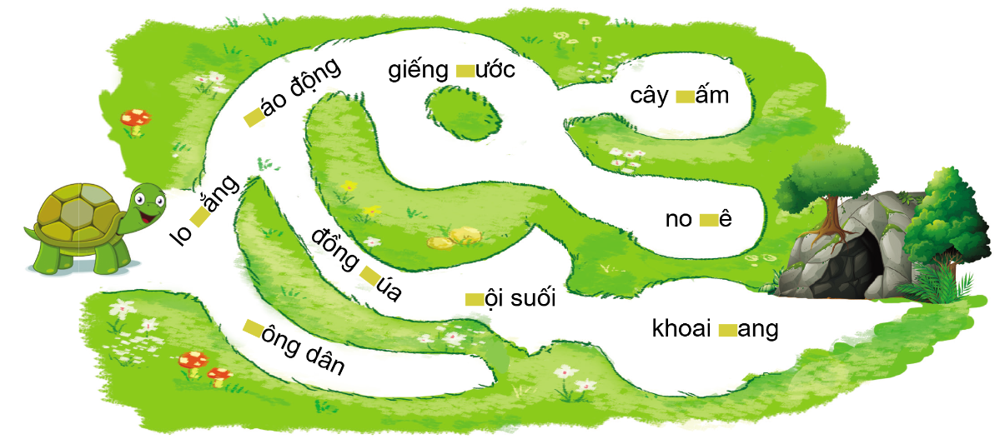 giếng ước
áo động
cây ấm
lo ắng
no ê
đồng úa
ội suối
khoai ang
ông dân